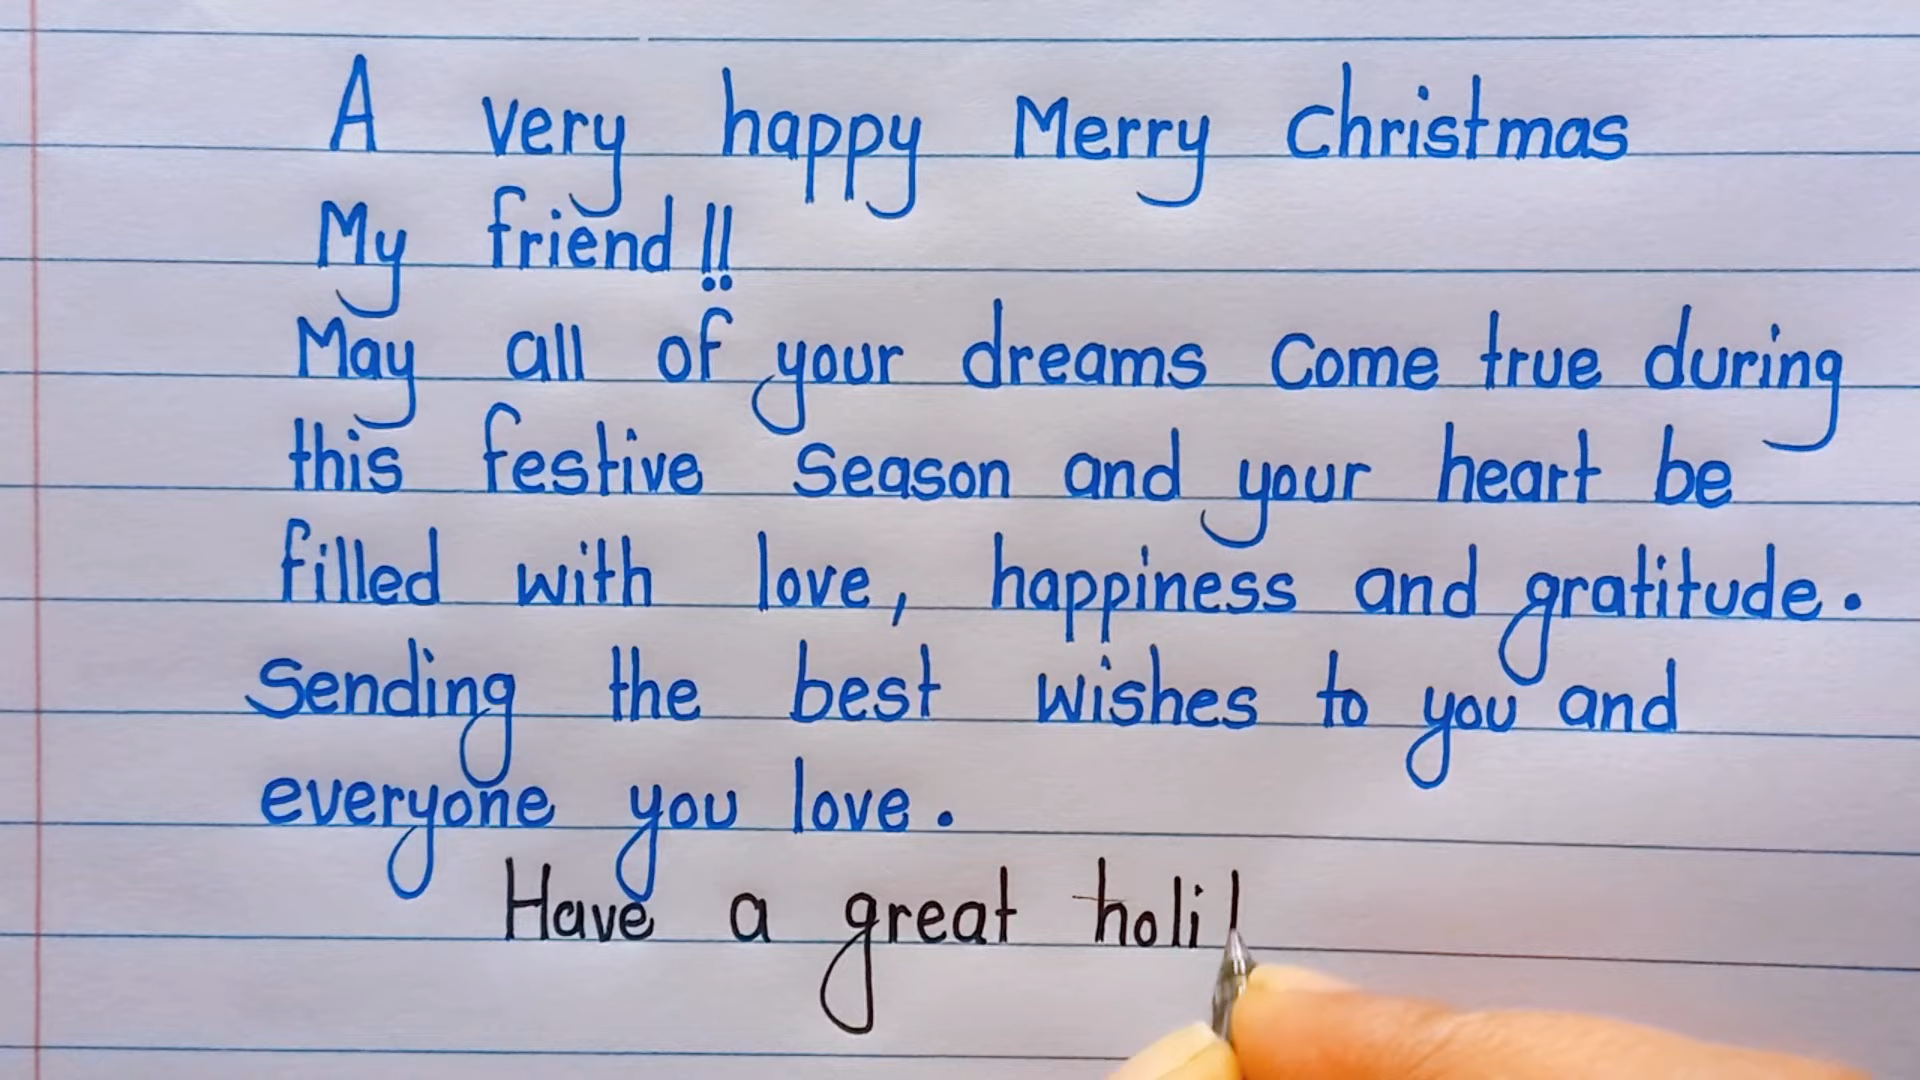 A very happy Merry Christmas
My friend!!
May all of your dreams come true during
this festive season and your heart be
filled with love, happiness and gratitude.
Sending the best wishes to you and
everyone you love.
Have a great holi